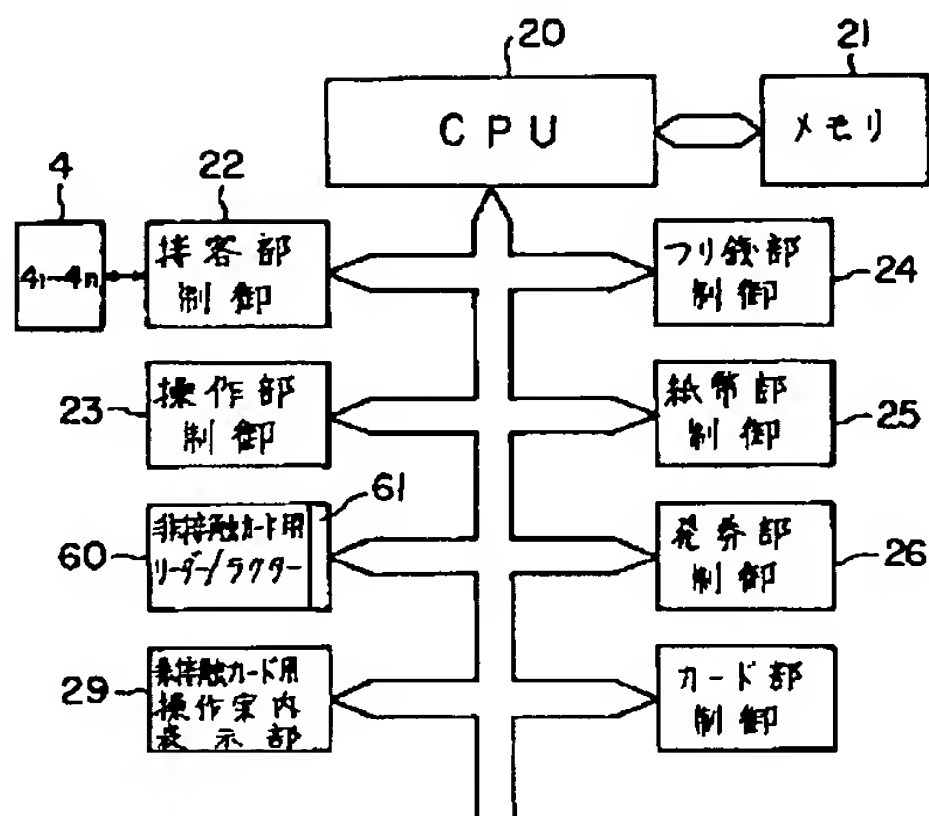 20
21
CPU
メモリ
4
22
4₁-4n
接客部
制御
フリ銭部
制御
24
23
操作部
制御
紙幣部
制御
25
61
60
非接触カード用
リーダー/ラクター
発券部
制御
26
29
非接触カード用
操作案内
表示部
カード部
制御